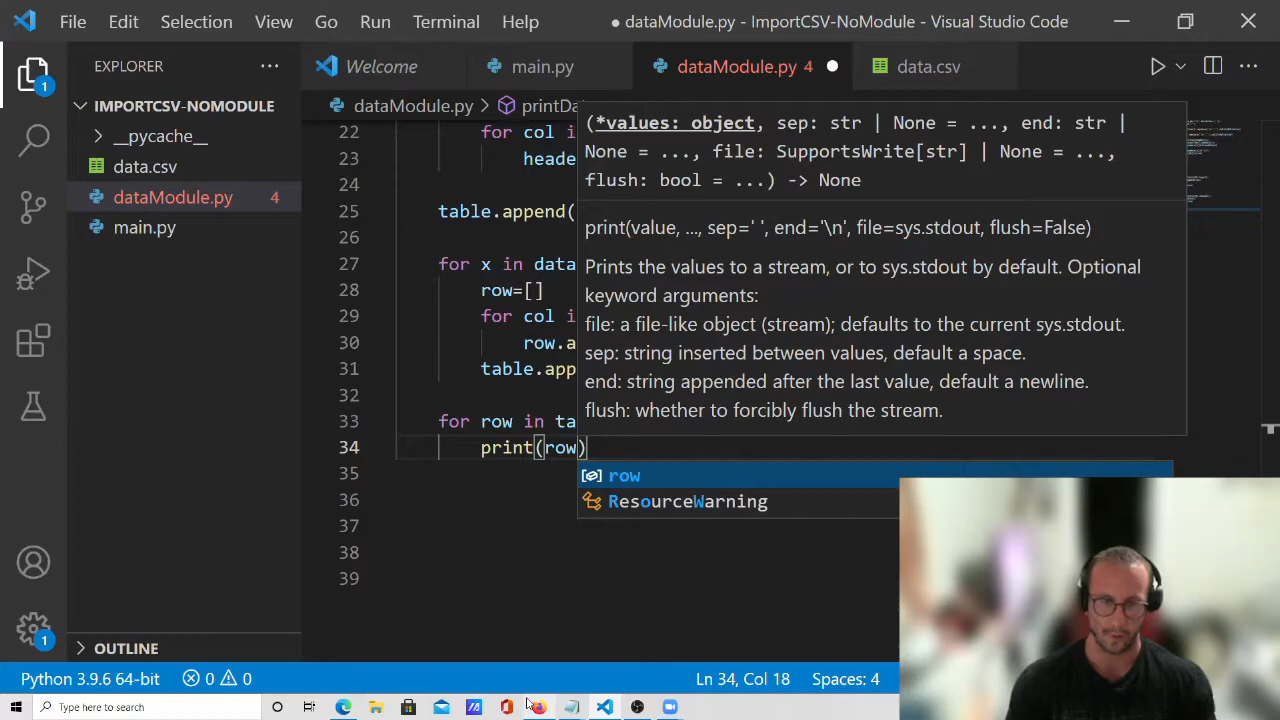 File Edit Selection View Go Run Terminal Help ● dataModule.py - ImportCSV-NoModule - Visual Studio Code
EXPLORER ···
Welcome main.py dataModule.py 4 data.csv
IMPORTCSV-NOMODULE
__pycache__
data.csv
dataModule.py 4
main.py
dataModule.py > printDa
(*values: object, sep: str | None = ..., end: str |
None = ..., file: SupportsWrite[str] | None = ...,
flush: bool = ...) -> None
print(value, ..., sep=' ', end='\n', file=sys.stdout, flush=False)
Prints the values to a stream, or to sys.stdout by default. Optional
keyword arguments:
file: a file-like object (stream); defaults to the current sys.stdout.
sep: string inserted between values, default a space.
end: string appended after the last value, default a newline.
flush: whether to forcibly flush the stream.
22 for col i
23 heade
24
25 table.append(
26
27 for x in data
28 row=[]
29 for col i
30 row.a
31 table.app
32
33 for row in ta
34 print(row)
35
36
37
38
39
row
ResourceWarning
1
1
OUTLINE
Python 3.9.6 64-bit 0 0 Ln 34, Col 18 Spaces: 4
Type here to search